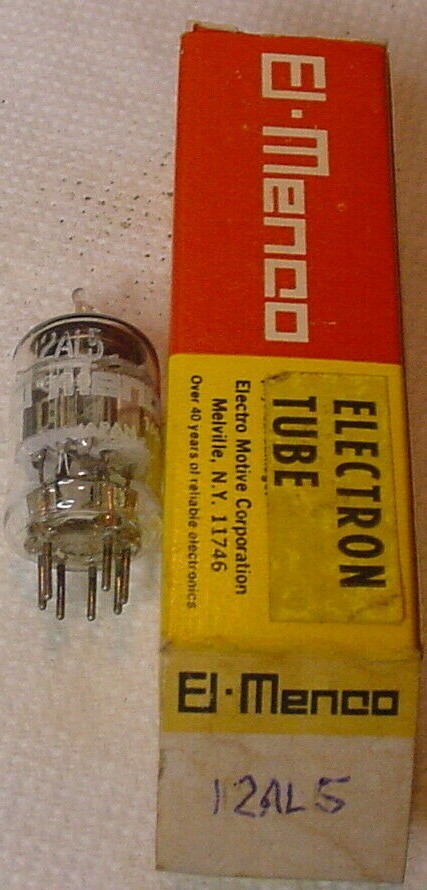 El-Menco
ELECTRON
TUBE
Electro Motive Corporation
Melville, N.Y. 11746
Over 40 years of reliable electronics
El-Menco
12AL5
12AL5